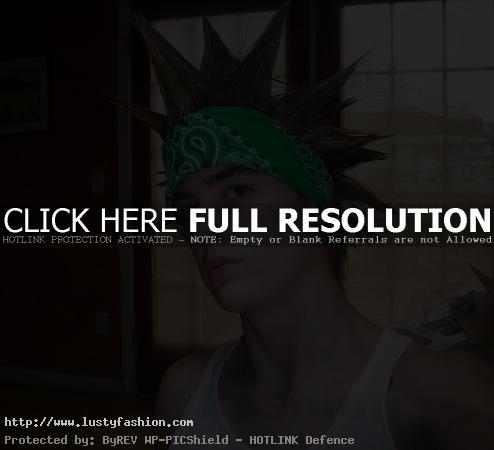 CLICK HERE FULL RESOLUTION
HOTLINK PROTECTION ACTIVATED - NOTE: Empty or Blank Referrals are not Allowed
http://www.lustyfashion.com
Protected by: ByREV WP-PICShield - HOTLINK Defence